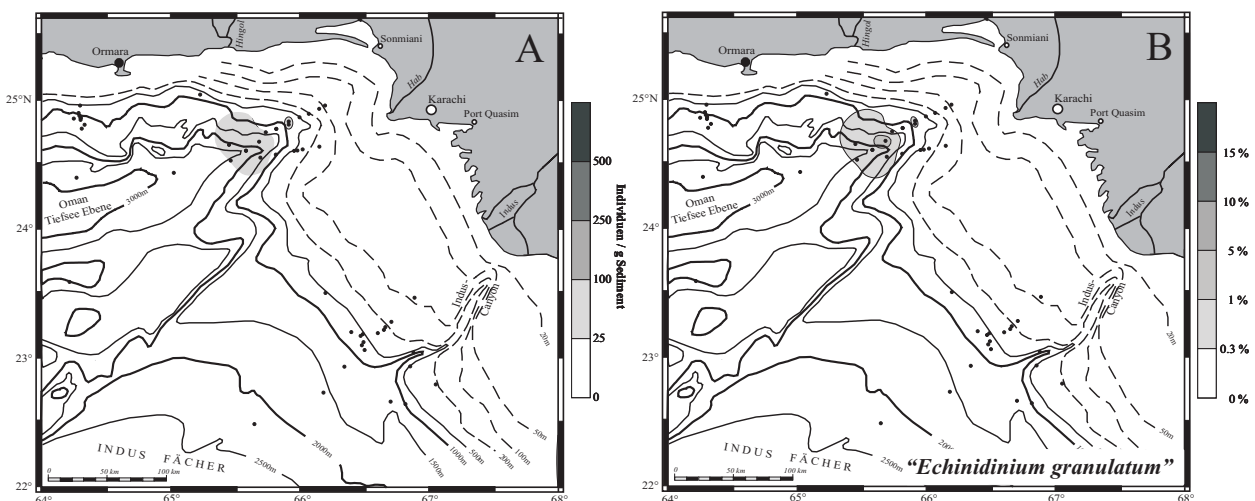 A
Ormara
Hingol
Sonmiani
Hab
Karachi
Port Quasim
Indus
Oman
Tiefsee Ebene
3000m
Indus-
Canyon
20m
50m
100m
200m
500m
1000m
1500m
2000m
2500m
INDUS FÄCHER
0 50 km 100 km
25°N
24°
23°
22°
64°
65°
66°
67°
68°
500
250
100
25
0
Individuen / g Sediment
B
Ormara
Hingol
Sonmiani
Hab
Karachi
Port Quasim
Indus
Oman
Tiefsee Ebene
3000m
Indus-
Canyon
20m
50m
2500m
INDUS FÄCHER
0 50 km 100 km
“Echinidinium granulatum”
25°N
24°
23°
22°
64°
65°
66°
67°
68°
15 %
10 %
5 %
1 %
0.3 %
0 %